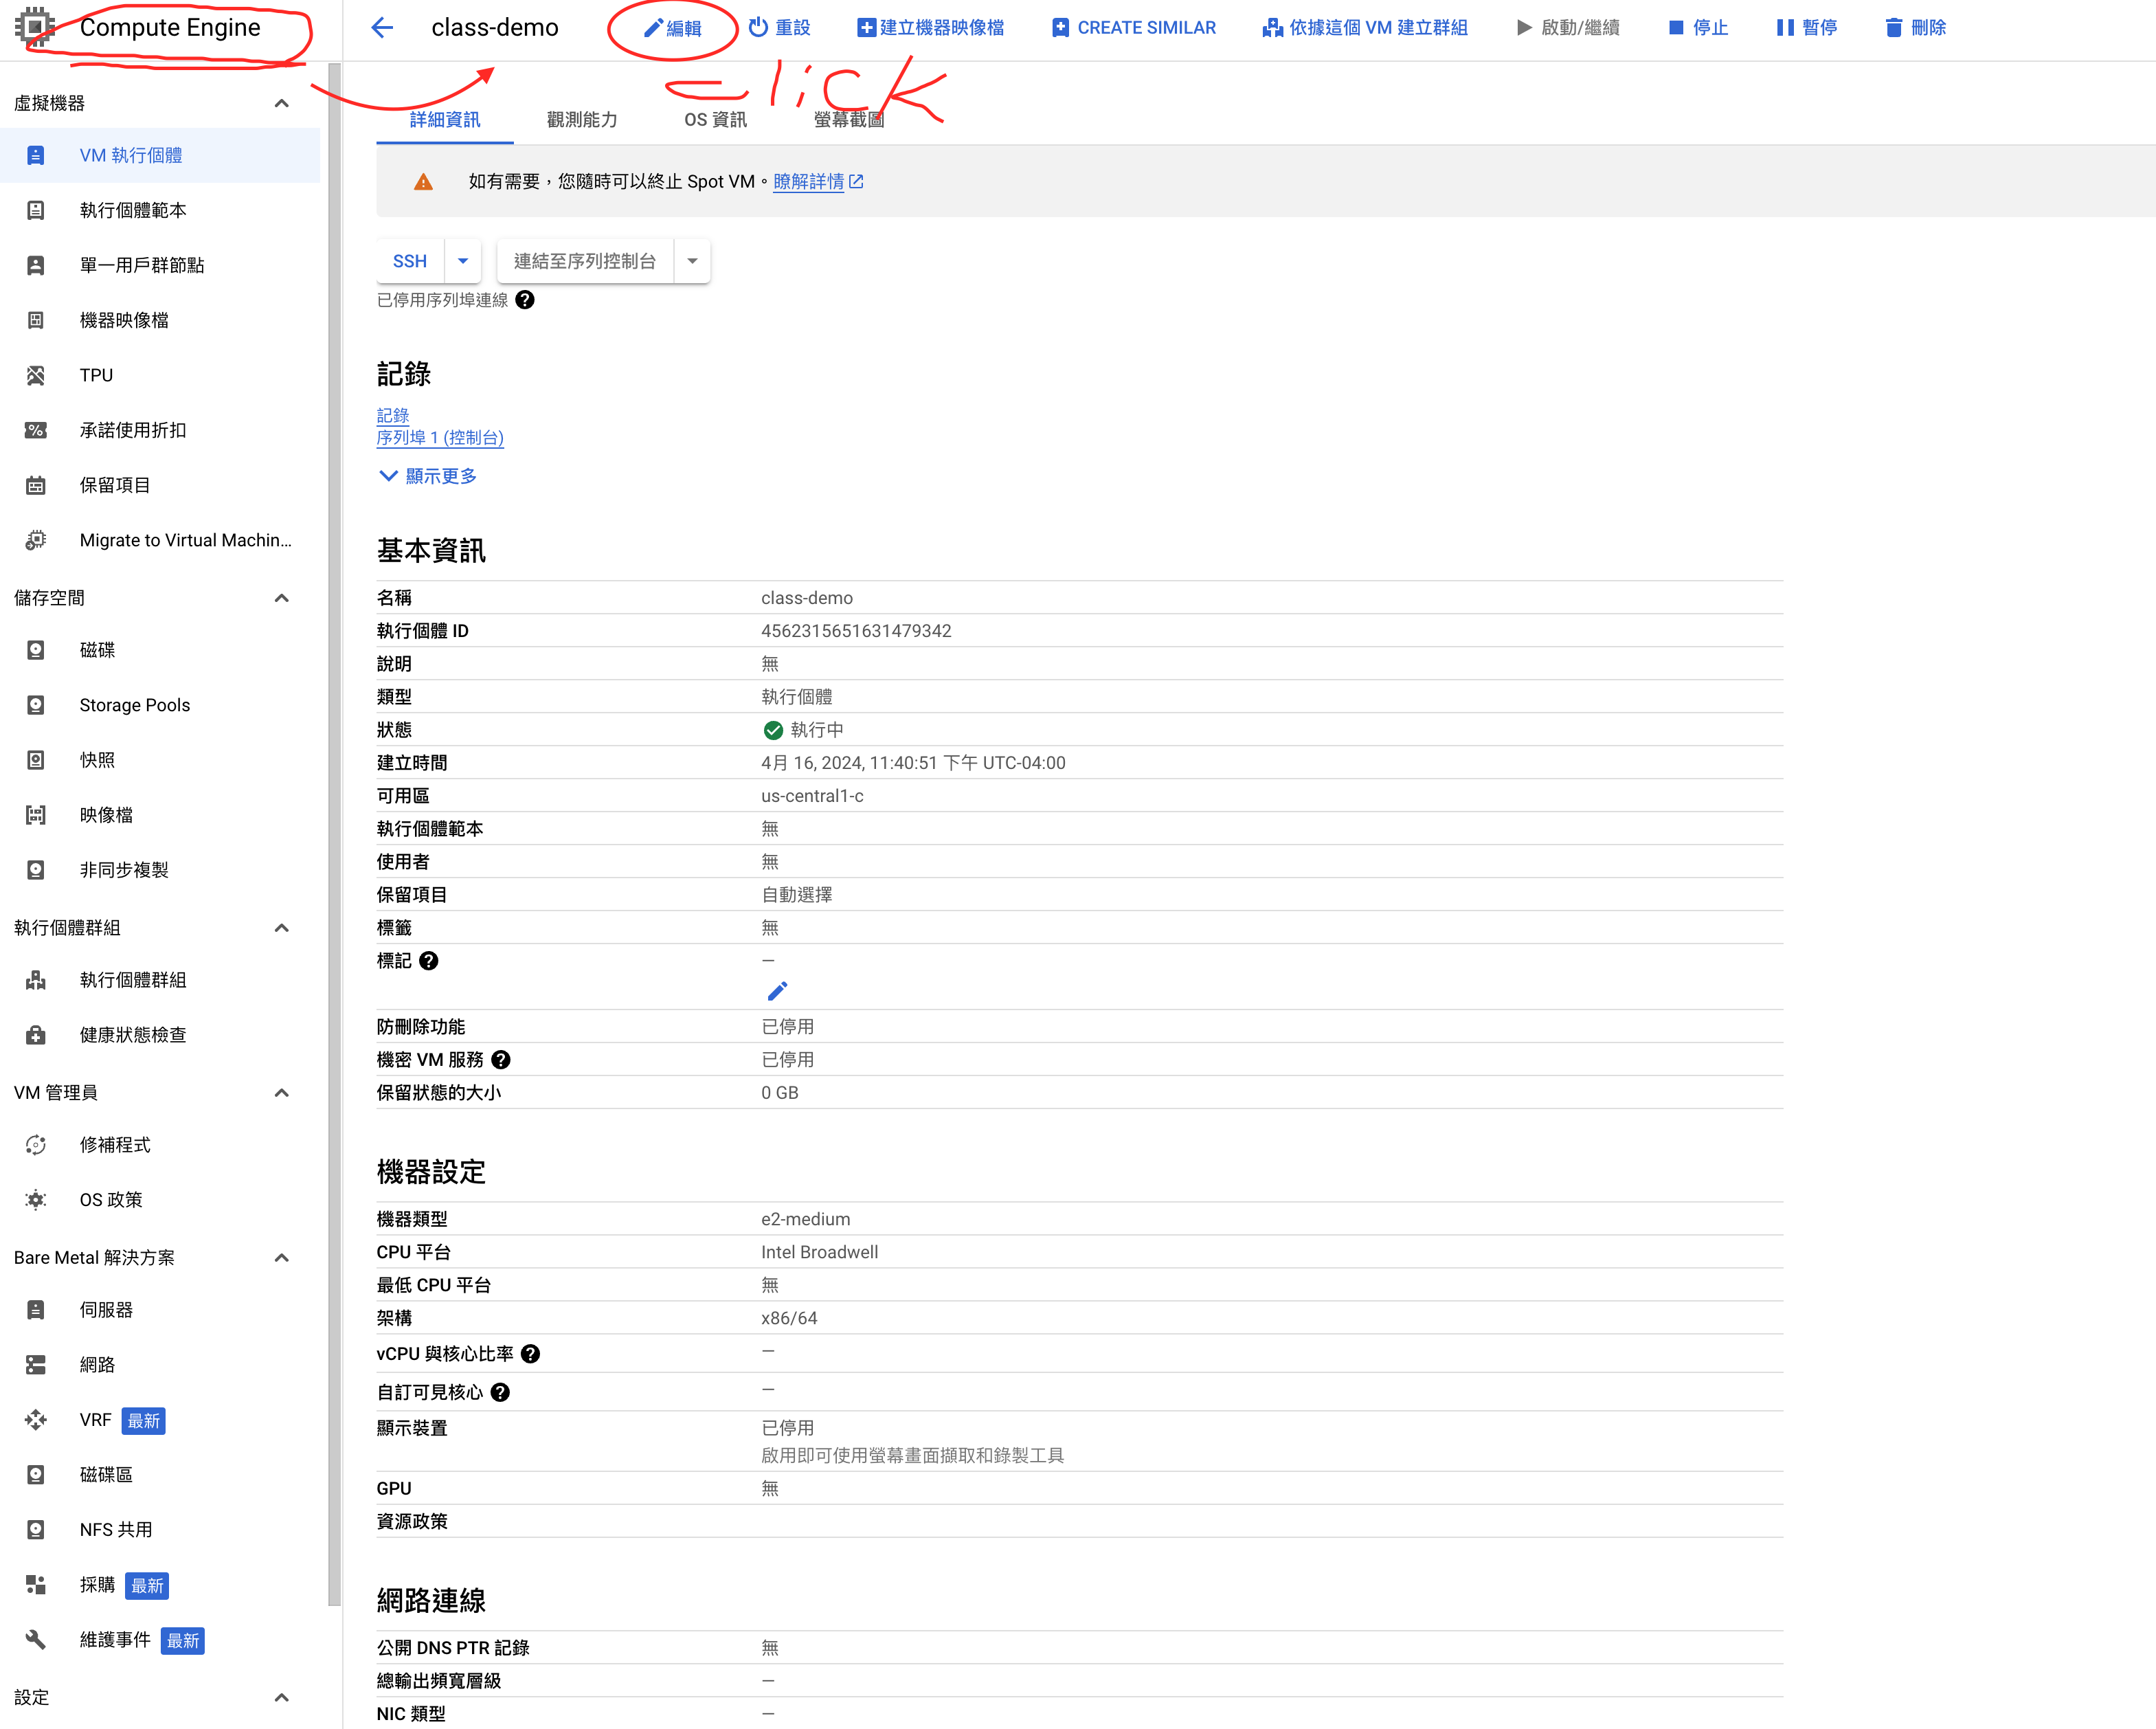 Compute Engine
class-demo
編輯
重設
建立機器映像檔
CREATE SIMILAR
依據這個 VM 建立群組
啟動/繼續
停止
暫停
刪除
lick
虛擬機器
VM 執行個體
執行個體範本
單一用戶群節點
機器映像檔
TPU
承諾使用折扣
保留項目
Migrate to Virtual Machin...
儲存空間
磁碟
Storage Pools
快照
映像檔
非同步複製
執行個體群組
執行個體群組
健康狀態檢查
VM 管理員
修補程式
OS 政策
Bare Metal 解決方案
伺服器
網路
VRF 最新
磁碟區
NFS 共用
採購 最新
維護事件 最新
設定
詳細資訊
觀測能力
OS 資訊
螢幕截圖
如有需要，您隨時可以終止 Spot VM。瞭解詳情
SSH
連結至序列控制台
已停用序列埠連線
記錄
記錄
序列埠 1 (控制台)
顯示更多
基本資訊
名稱 class-demo
執行個體 ID 4562315651631479342
說明 無
類型 執行個體
狀態 執行中
建立時間 4月 16, 2024, 11:40:51 下午 UTC-04:00
可用區 us-central1-c
執行個體範本 無
使用者 無
保留項目 自動選擇
標籤 無
標記 —
防刪除功能 已停用
機密 VM 服務 已停用
保留狀態的大小 0 GB
機器設定
機器類型 e2-medium
CPU 平台 Intel Broadwell
最低 CPU 平台 無
架構 x86/64
vCPU 與核心比率 —
自訂可見核心 —
顯示裝置 已停用
啟用即可使用螢幕畫面擷取和錄製工具
GPU 無
資源政策
網路連線
公開 DNS PTR 記錄 無
總輸出頻寬層級 —
NIC 類型 —